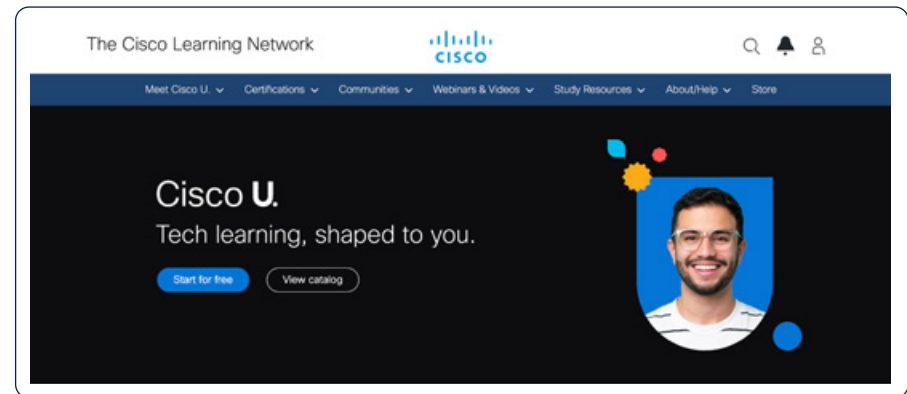 The Cisco Learning Network
CISCO
Meet Cisco U. Certifications Communities Webinars & Videos Study Resources About/Help Store
Cisco U.
Tech learning, shaped to you.
Start for free View catalog